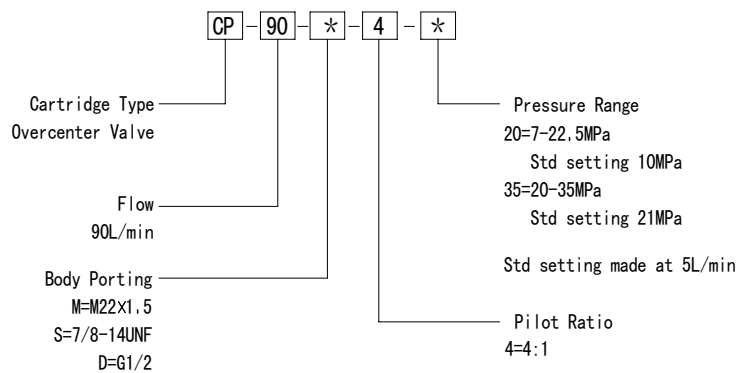 CP - 90 - * - 4 - *
Cartridge Type
Overcenter Valve
Flow
90L/min
Body Porting
M=M22X1.5
S=7/8-14UNF
D=G1/2
Pressure Range
20=7-22.5MPa
Std setting 10MPa
35=20-35MPa
Std setting 21MPa
Std setting made at 5L/min
Pilot Ratio
4=4:1